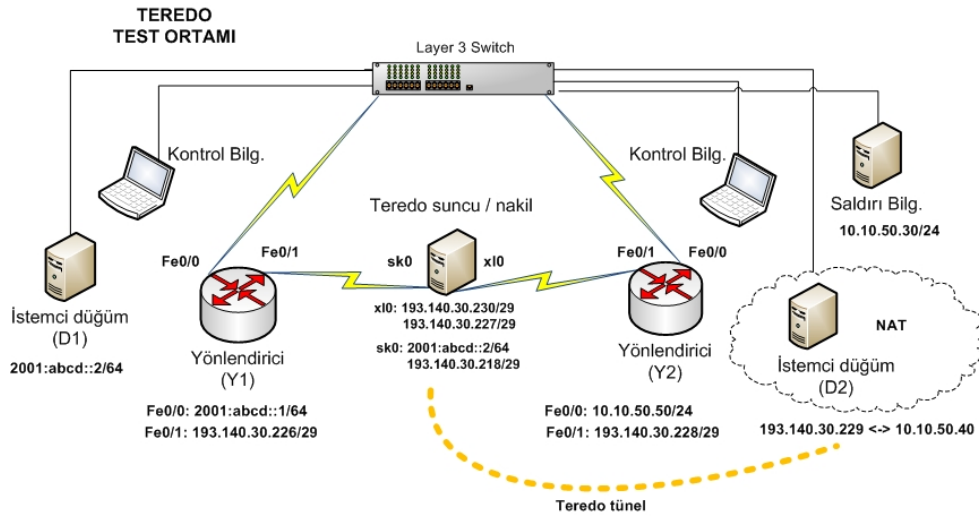 TEREDO
TEST ORTAMI
Layer 3 Switch
Kontrol Bilg.
Kontrol Bilg.
Saldırı Bilg.
10.10.50.30/24
Teredo suncu / nakil
Fe0/0
Fe0/1
sk0
xl0
Fe0/1
Fe0/0
İstemci düğüm
(D1)
2001:abcd::2/64
Yönlendirici
(Y1)
Fe0/0: 2001:abcd::1/64
Fe0/1: 193.140.30.226/29
xl0: 193.140.30.230/29
193.140.30.227/29
sk0: 2001:abcd::2/64
193.140.30.218/29
Yönlendirici
(Y2)
Fe0/0: 10.10.50.50/24
Fe0/1: 193.140.30.228/29
NAT
İstemci düğüm
(D2)
193.140.30.229 <-> 10.10.50.40
Teredo tünel